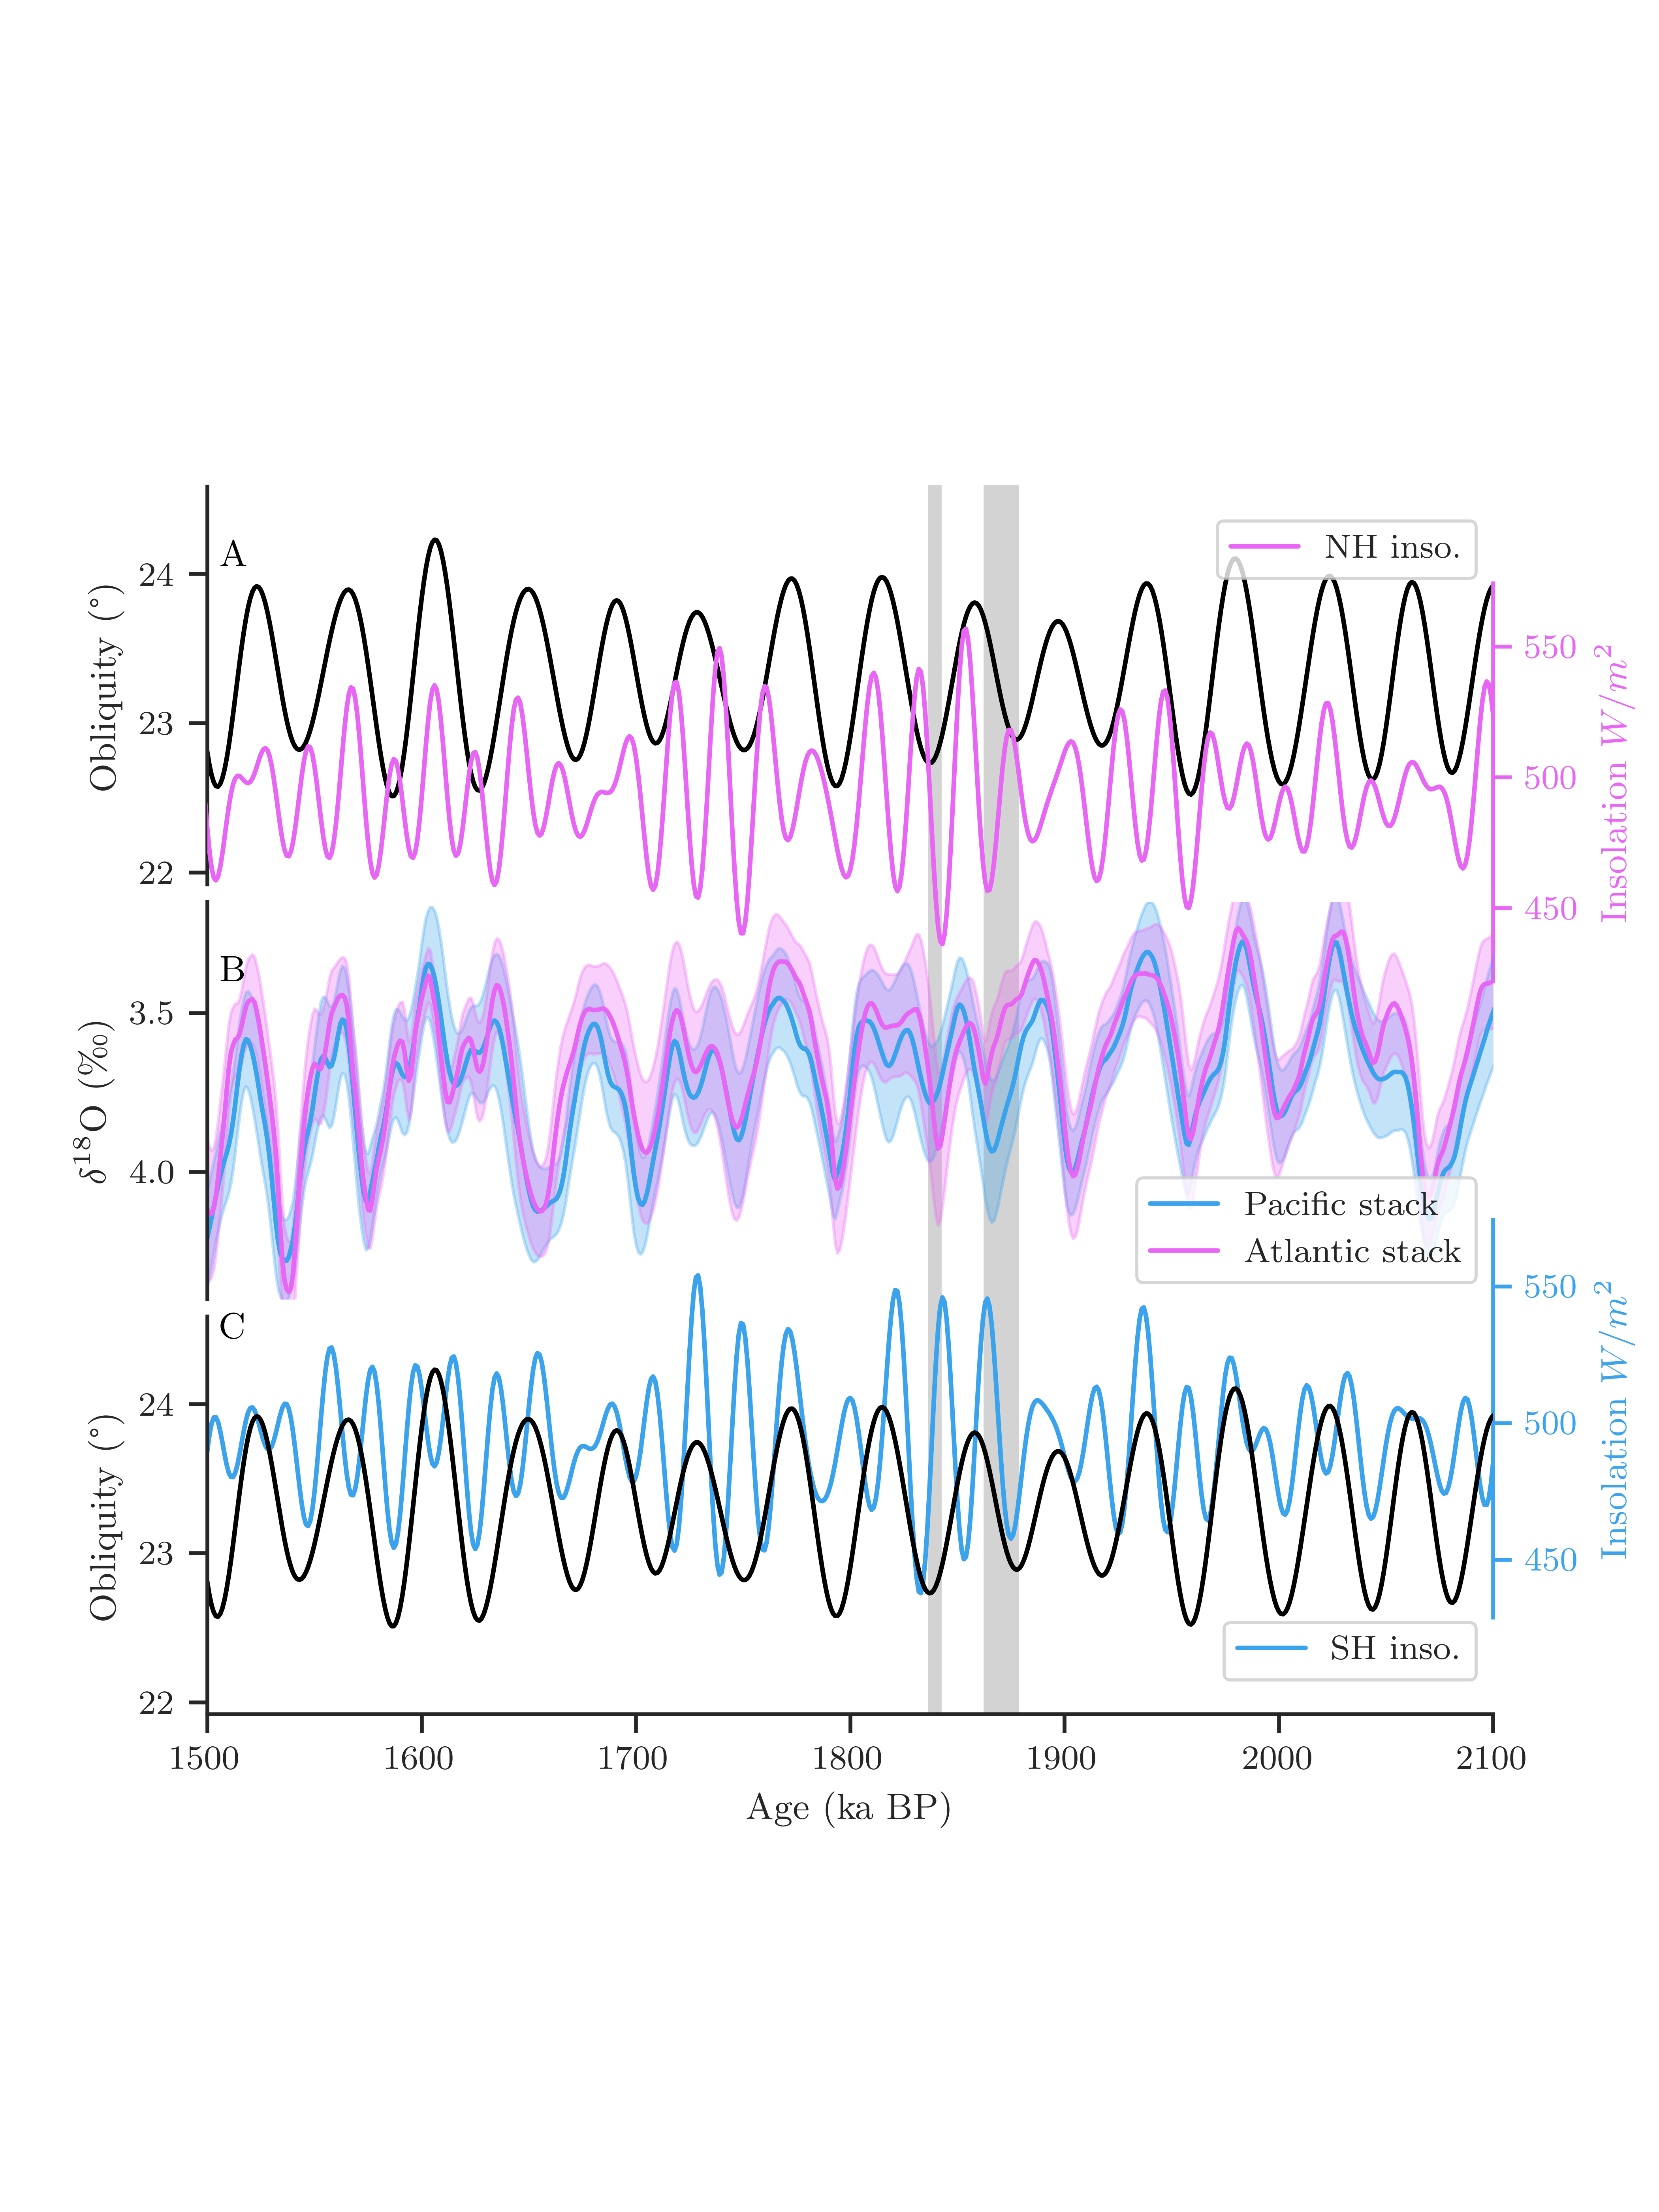 A
NH inso.
24
23
22
Obliquity (°)
550
500
450
Insolation W/m²
B
3.5
4.0
δ¹⁸O (‰)
Pacific stack
Atlantic stack
C
24
23
22
Obliquity (°)
550
500
450
Insolation W/m²
SH inso.
1500 1600 1700 1800 1900 2000 2100
Age (ka BP)